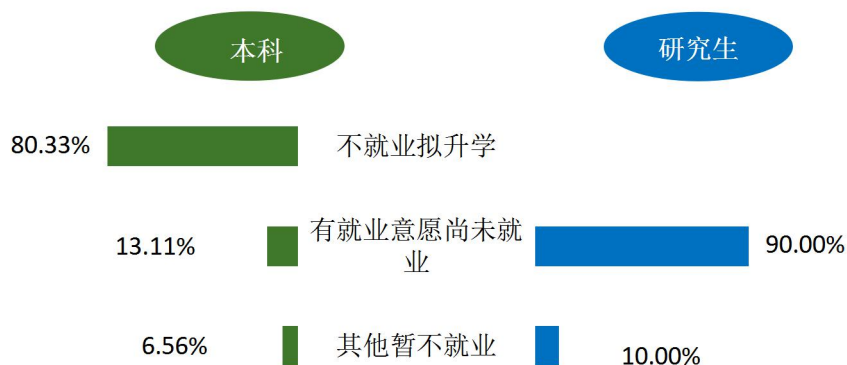 本科
研究生
80.33%
不就业拟升学
13.11%
有就业意愿尚未就
业
90.00%
6.56%
其他暂不就业
10.00%